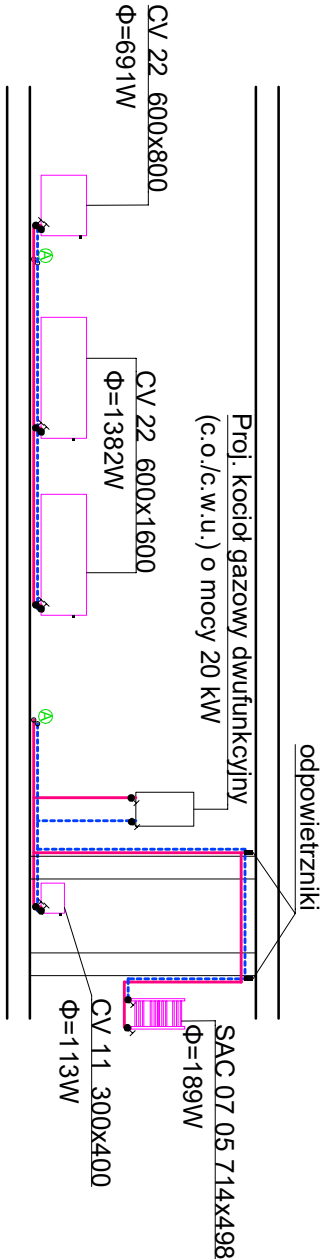 CV 22 600x800
Φ=691W
CV 22 600x1600
Φ=1382W
Proj. kocioł gazowy dwufunkcyjny
(c.o./c.w.u.) o mocy 20 kW
odpowietrzniki
SAC 07 05 714x498
Φ=189W
CV 11 300x400
Φ=113W
A
A